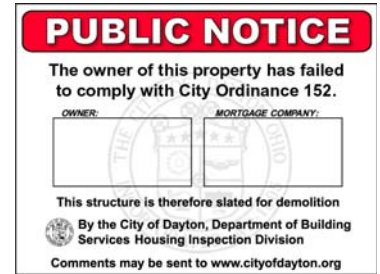 PUBLIC NOTICE
The owner of this property has failed
to comply with City Ordinance 152.
OWNER: MORTGAGE COMPANY:
This structure is therefore slated for demolition
By the City of Dayton, Department of Building
Services Housing Inspection Division
Comments may be sent to www.cityofdayton.org